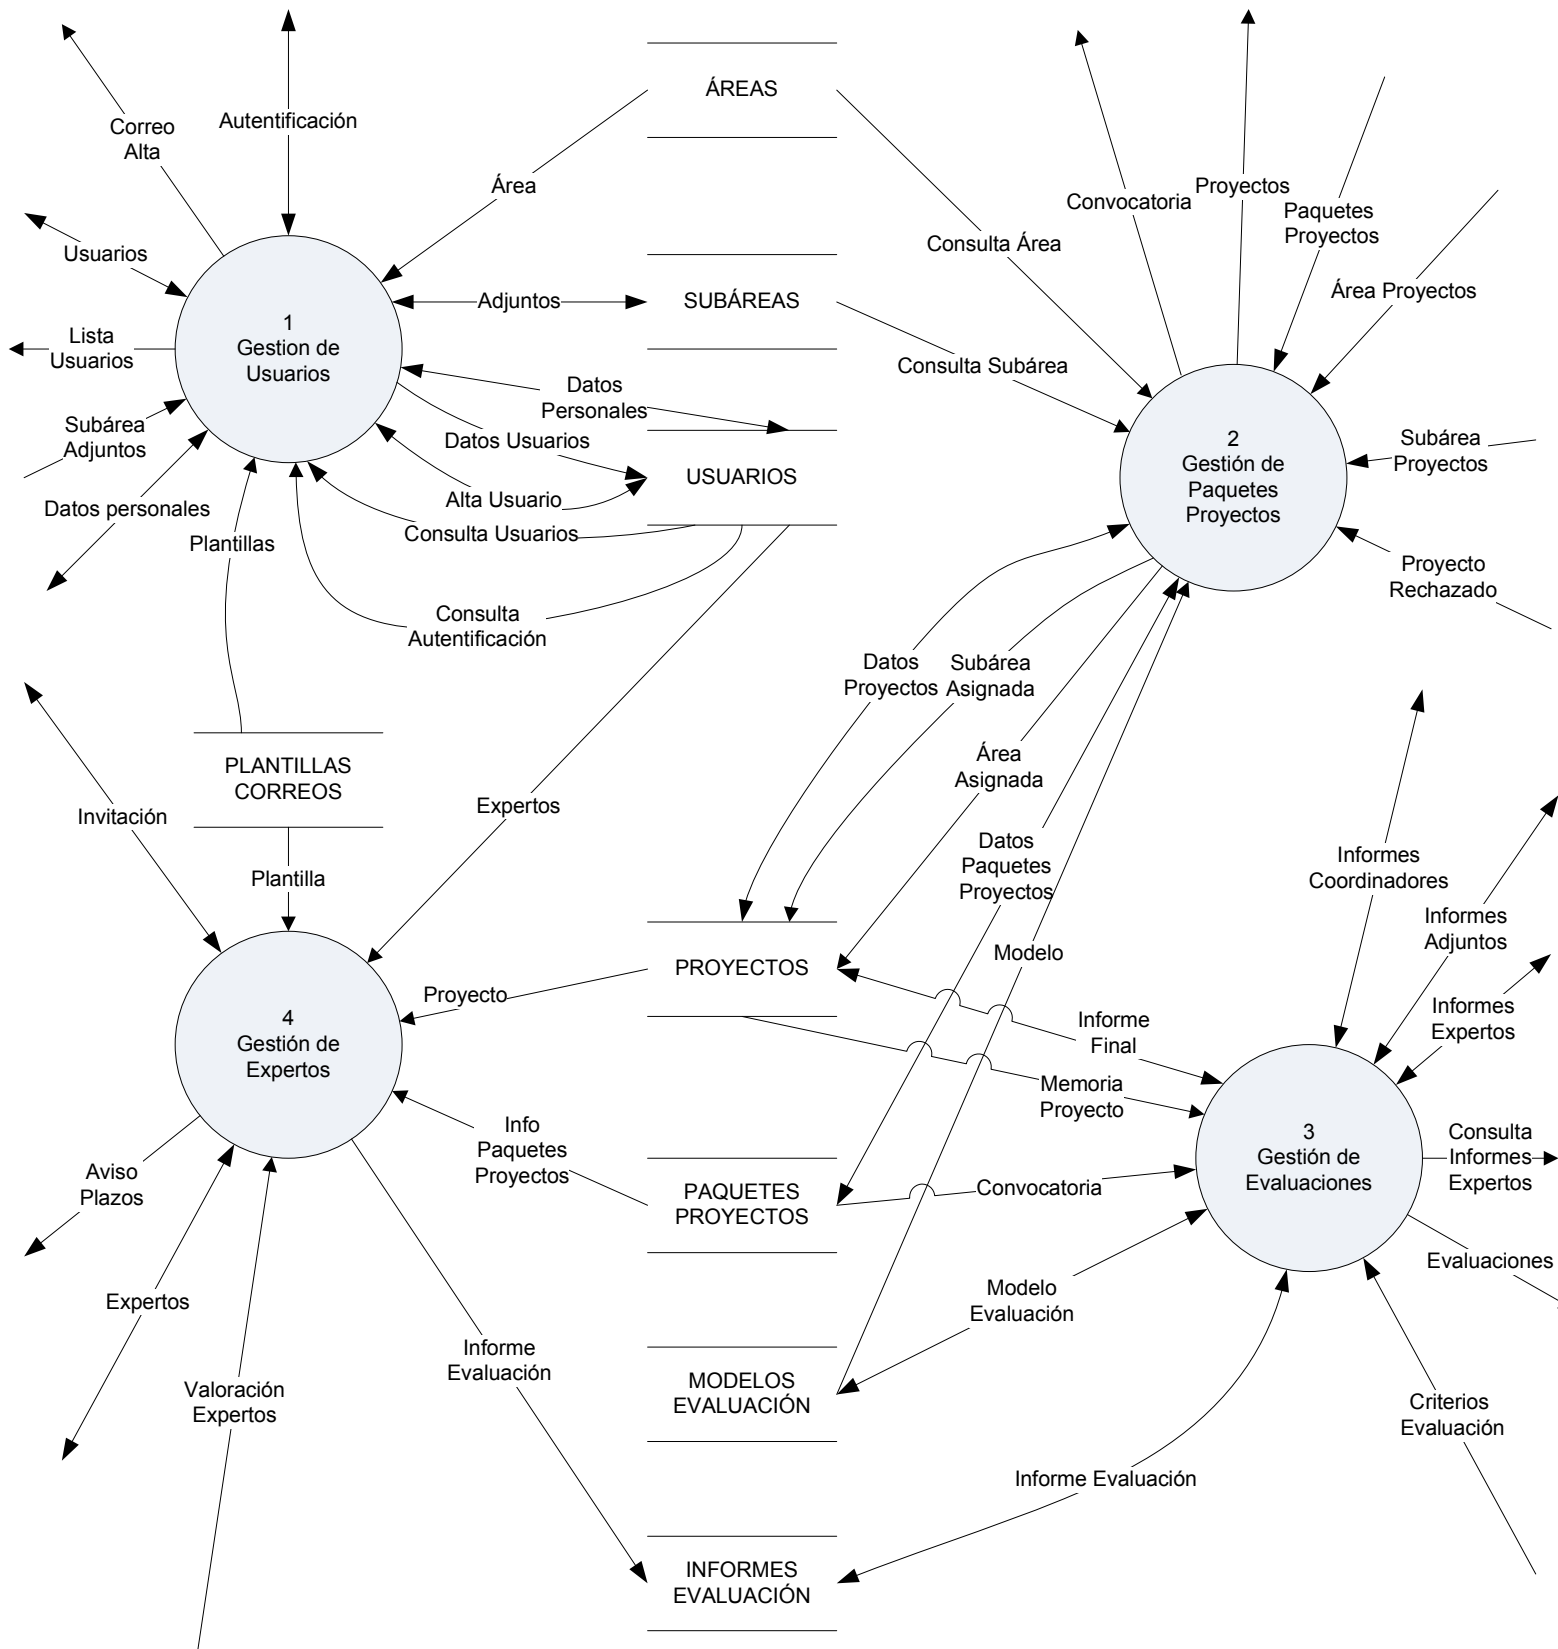 ÁREAS
Correo
Alta
Autentificación
Área
Convocatoria
Proyectos
Paquetes
Proyectos
Usuarios
Consulta Área
Área Proyectos
Adjuntos
SUBÁREAS
1
Gestion de
Usuarios
Lista
Usuarios
Consulta Subárea
Datos
Personales
Subárea
Adjuntos
Datos Usuarios
2
Gestión de
Paquetes
Proyectos
Subárea
Proyectos
USUARIOS
Alta Usuario
Datos personales
Consulta Usuarios
Plantillas
Proyecto
Rechazado
Consulta
Autentificación
Datos
Proyectos
Subárea
Asignada
PLANTILLAS
CORREOS
Área
Asignada
Invitación
Expertos
Datos
Paquetes
Proyectos
Informes
Coordinadores
Plantilla
Informes
Adjuntos
Modelo
PROYECTOS
Proyecto
Informes
Expertos
4
Gestión de
Expertos
Informe
Final
Memoria
Proyecto
Info
Paquetes
Proyectos
3
Gestión de
Evaluaciones
Consulta
Informes
Expertos
Aviso
Plazos
PAQUETES
PROYECTOS
Convocatoria
Evaluaciones
Expertos
Modelo
Evaluación
Informe
Evaluación
MODELOS
EVALUACIÓN
Valoración
Expertos
Criterios
Evaluación
Informe Evaluación
INFORMES
EVALUACIÓN